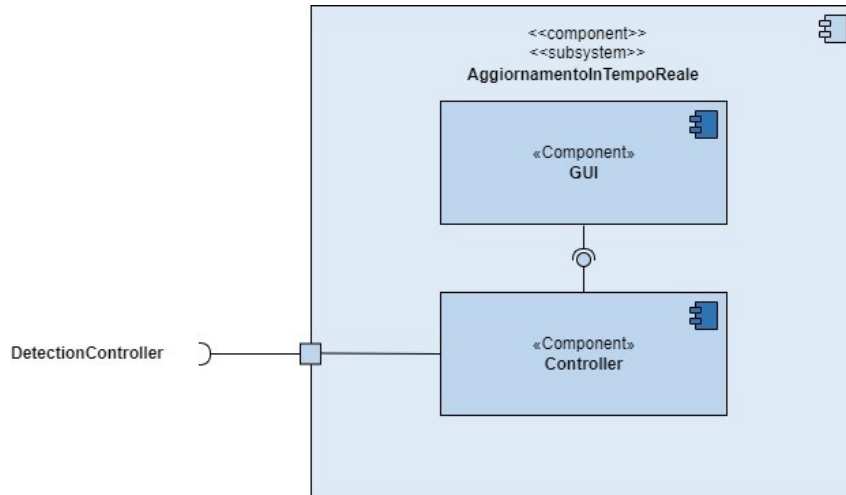 <<component>>
<<subsystem>>
AggiornamentoInTempoReale
«Component»
GUI
«Component»
Controller
DetectionController